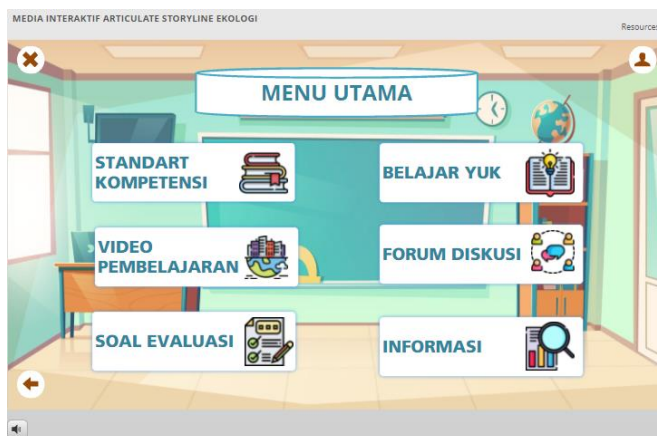 MEDIA INTERAKTIF ARTICULATE STORYLINE EKOLOGI
Resources
MENU UTAMA
STANDART
KOMPETENSI
BELAJAR YUK
VIDEO
PEMBELAJARAN
FORUM DISKUSI
SOAL EVALUASI
INFORMASI